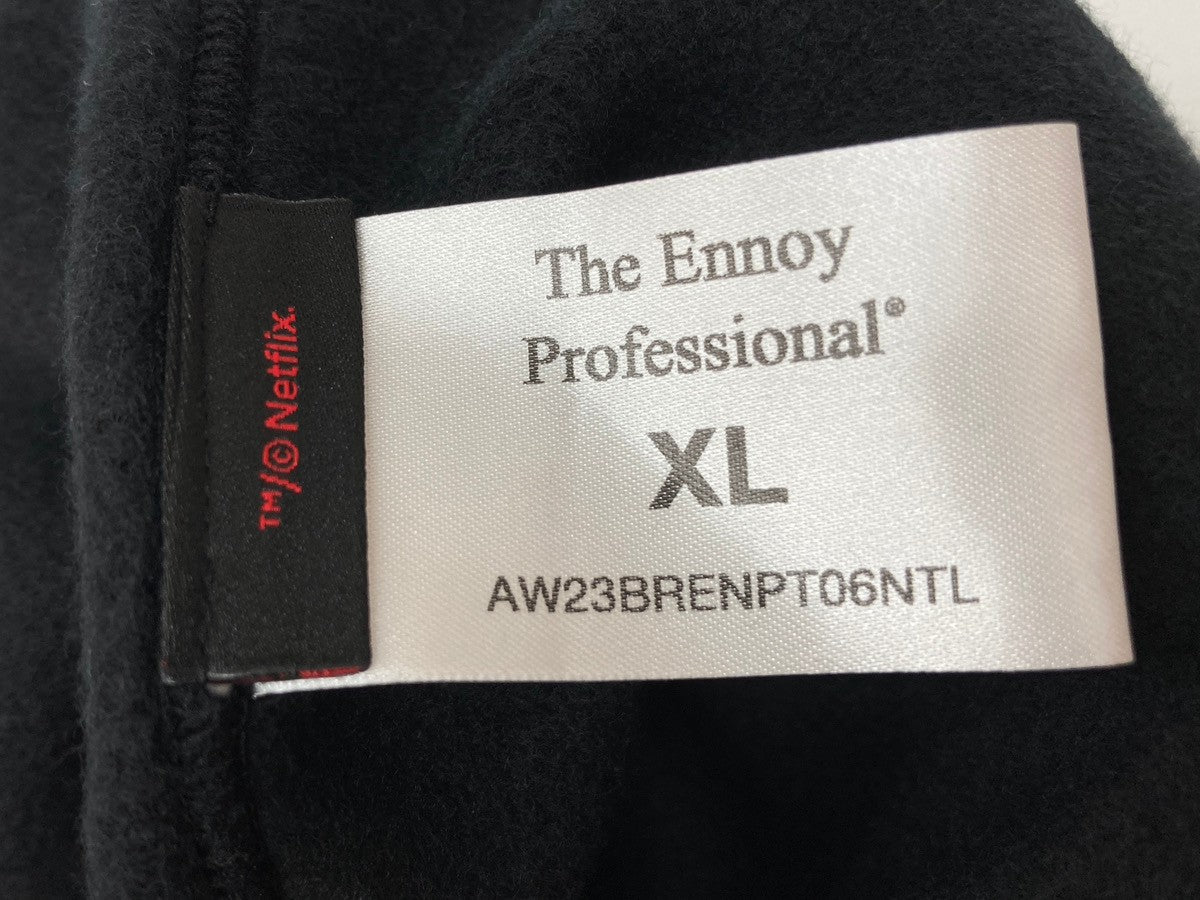 The Ennoy
Professional®
XL
AW23BRENPT06NTL
™/© Netflix.